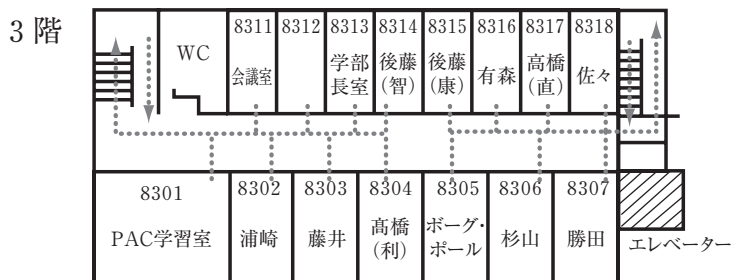 3 階
WC
8311
会議室
8312
8313
学部
長室
8314
後藤
(智)
8315
後藤
(康)
8316
有森
8317
高橋
(直)
8318
佐々
8301
PAC学習室
8302
浦崎
8303
藤井
8304
髙橋
(利)
8305
ボーグ・
ポール
8306
杉山
8307
勝田
エレベーター